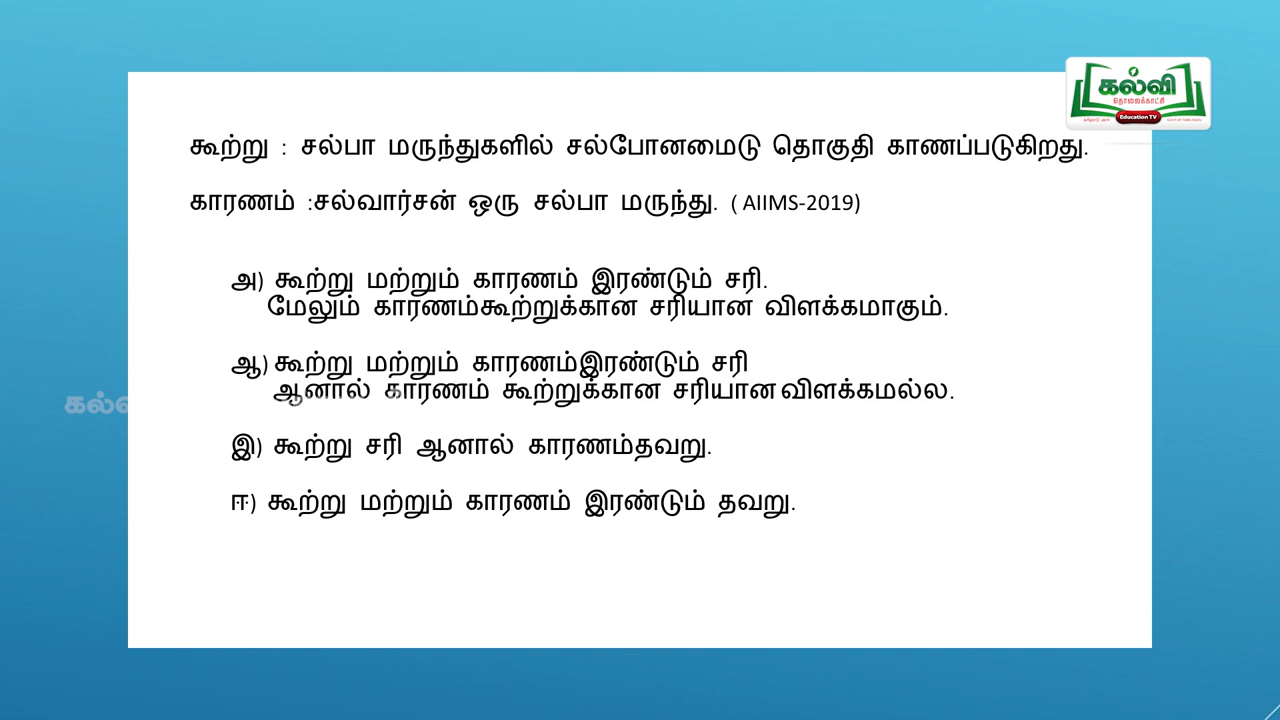 கல்வி
தொலைக்காட்சி
Education TV
கூற்று : சல்பா மருந்துகளில் சல்போனமைடு தொகுதி காணப்படுகிறது.
காரணம் :சல்வார்சன் ஒரு சல்பா மருந்து. ( AIIMS-2019)
அ) கூற்று மற்றும் காரணம் இரண்டும் சரி.
மேலும் காரணம்கூற்றுக்கான சரியான விளக்கமாகும்.
ஆ) கூற்று மற்றும் காரணம்இரண்டும் சரி
ஆனால் காரணம் கூற்றுக்கான சரியான விளக்கமல்ல.
இ) கூற்று சரி ஆனால் காரணம்தவறு.
ஈ) கூற்று மற்றும் காரணம் இரண்டும் தவறு.